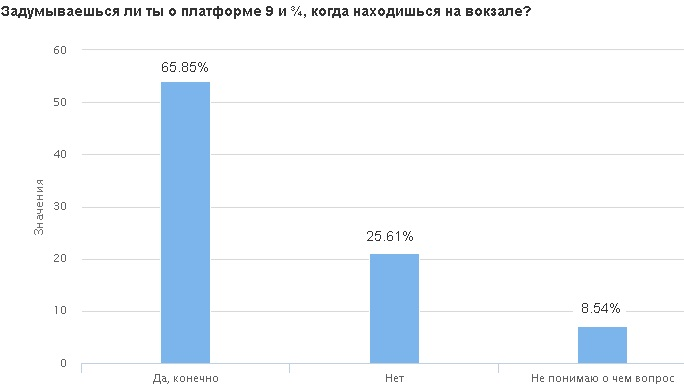 Задумываешься ли ты о платформе 9 и ¾, когда находишься на вокзале?
60
65.85%
50
40
Значения
30
25.61%
20
10
8.54%
0
Да, конечно
Нет
Не понимаю о чем вопрос